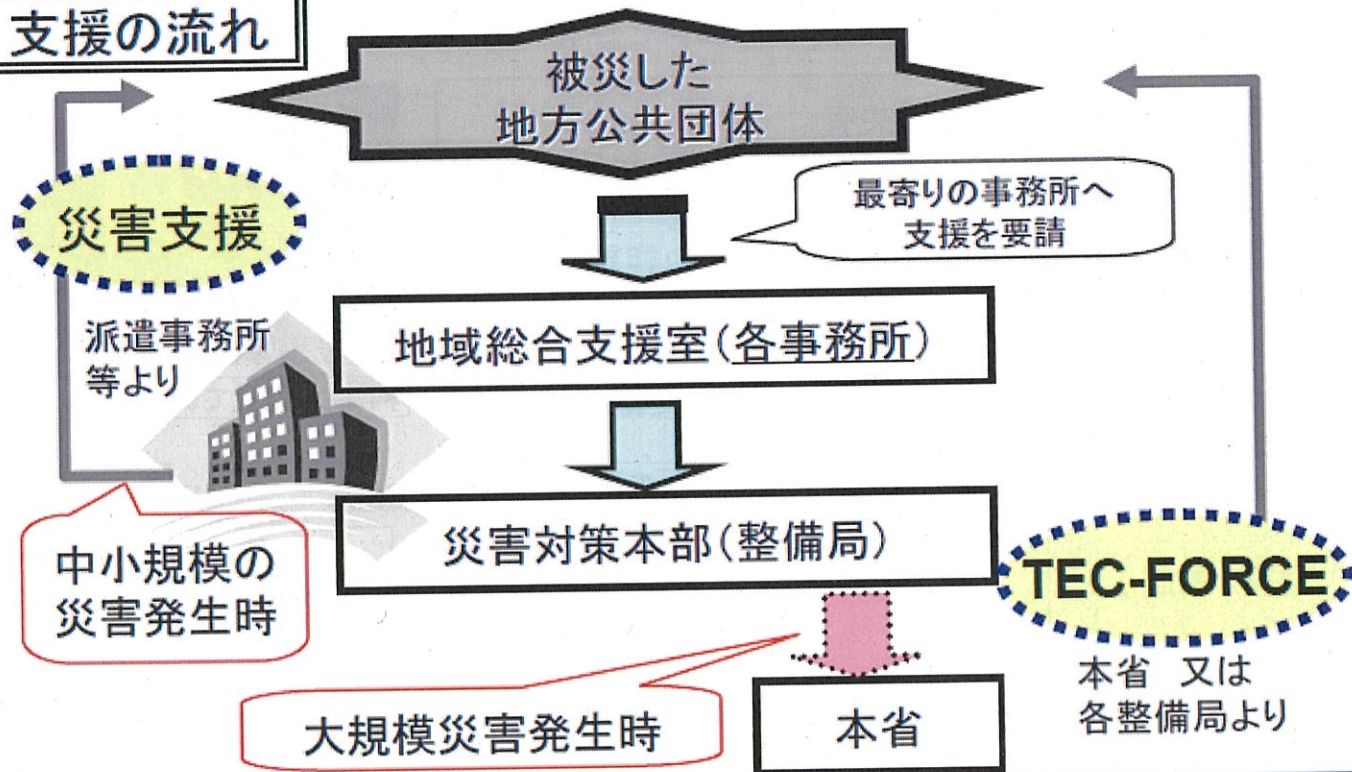 支援の流れ
被災した
地方公共団体
最寄りの事務所へ
支援を要請
災害支援
派遣事務所
等より
地域総合支援室(各事務所)
災害対策本部(整備局)
中小規模の
災害発生時
TEC-FORCE
本省 又は
各整備局より
大規模災害発生時
本省